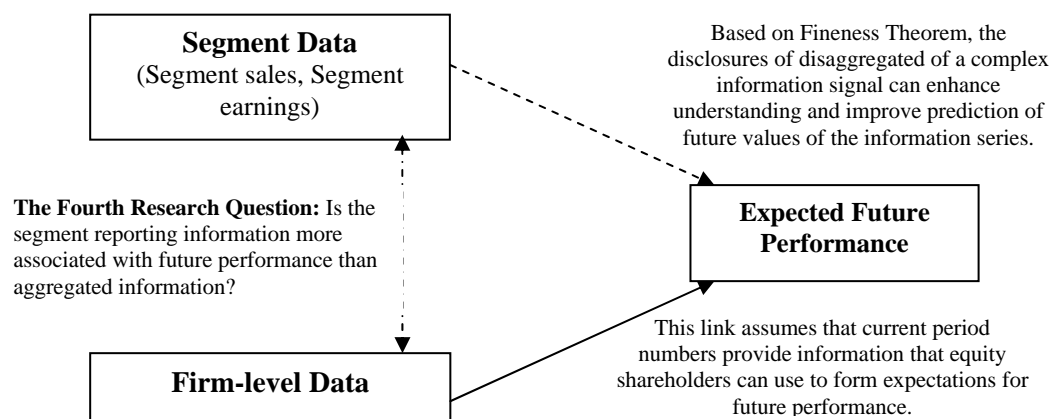 Segment Data
(Segment sales, Segment
earnings)
Based on Fineness Theorem, the
disclosures of disaggregated of a complex
information signal can enhance
understanding and improve prediction of
future values of the information series.
The Fourth Research Question: Is the
segment reporting information more
associated with future performance than
aggregated information?
Expected Future
Performance
Firm-level Data
This link assumes that current period
numbers provide information that equity
shareholders can use to form expectations for
future performance.